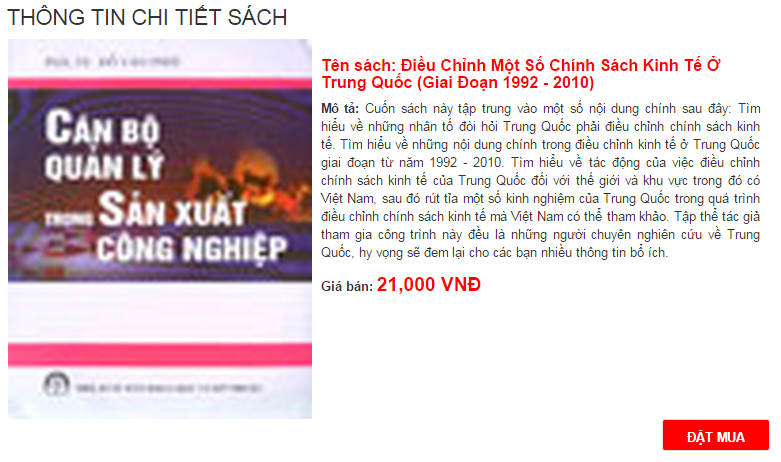 THÔNG TIN CHI TIẾT SÁCH
CÁN BỘ
QUẢN LÝ
TRONG SẢN XUẤT
CÔNG NGHIỆP
Tên sách: Điều Chỉnh Một Số Chính Sách Kinh Tế Ở
Trung Quốc (Giai Đoạn 1992 - 2010)
Mô tả: Cuốn sách này tập trung vào một số nội dung chính sau đây: Tìm
hiểu về những nhân tố đòi hỏi Trung Quốc phải điều chỉnh chính sách kinh
tế. Tìm hiểu về những nội dung chính trong điều chỉnh kinh tế ở Trung Quốc
giai đoạn từ năm 1992 - 2010. Tìm hiểu về tác động của việc điều chỉnh
chính sách kinh tế của Trung Quốc đối với thế giới và khu vực trong đó có
Việt Nam, sau đó rút tỉa một số kinh nghiệm của Trung Quốc trong quá trình
điều chỉnh chính sách kinh tế mà Việt Nam có thể tham khảo. Tập thể tác giả
tham gia công trình này đều là những người chuyên nghiên cứu về Trung
Quốc, hy vọng sẽ đem lại cho các bạn nhiều thông tin bổ ích.
Giá bán: 21,000 VNĐ
ĐẶT MUA